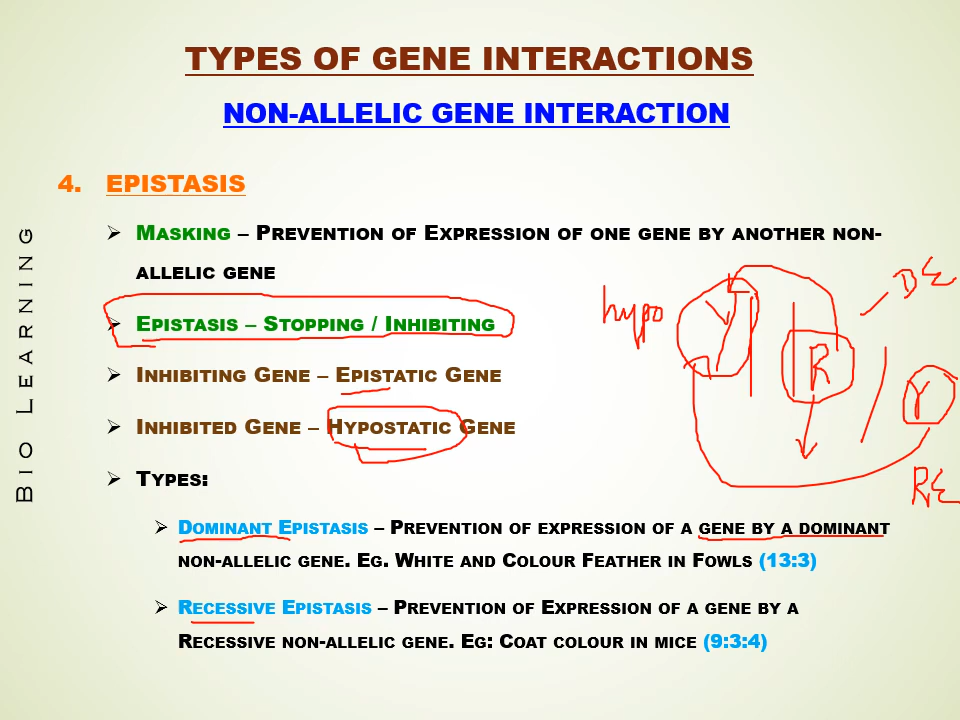 TYPES OF GENE INTERACTIONS
NON-ALLELIC GENE INTERACTION
4. EPISTASIS
➢ MASKING – PREVENTION OF EXPRESSION OF ONE GENE BY ANOTHER NON-
ALLELIC GENE
➢ EPISTASIS – STOPPING / INHIBITING
➢ INHIBITING GENE – EPISTATIC GENE
➢ INHIBITED GENE – HYPOSTATIC GENE
➢ TYPES:
➢ DOMINANT EPISTASIS – PREVENTION OF EXPRESSION OF A GENE BY A DOMINANT
NON-ALLELIC GENE. EG. WHITE AND COLOUR FEATHER IN FOWLS (13:3)
➢ RECESSIVE EPISTASIS – PREVENTION OF EXPRESSION OF A GENE BY A
RECESSIVE NON-ALLELIC GENE. EG: COAT COLOUR IN MICE (9:3:4)
BIO LEARNING
hypo
Y
R
DE
RE